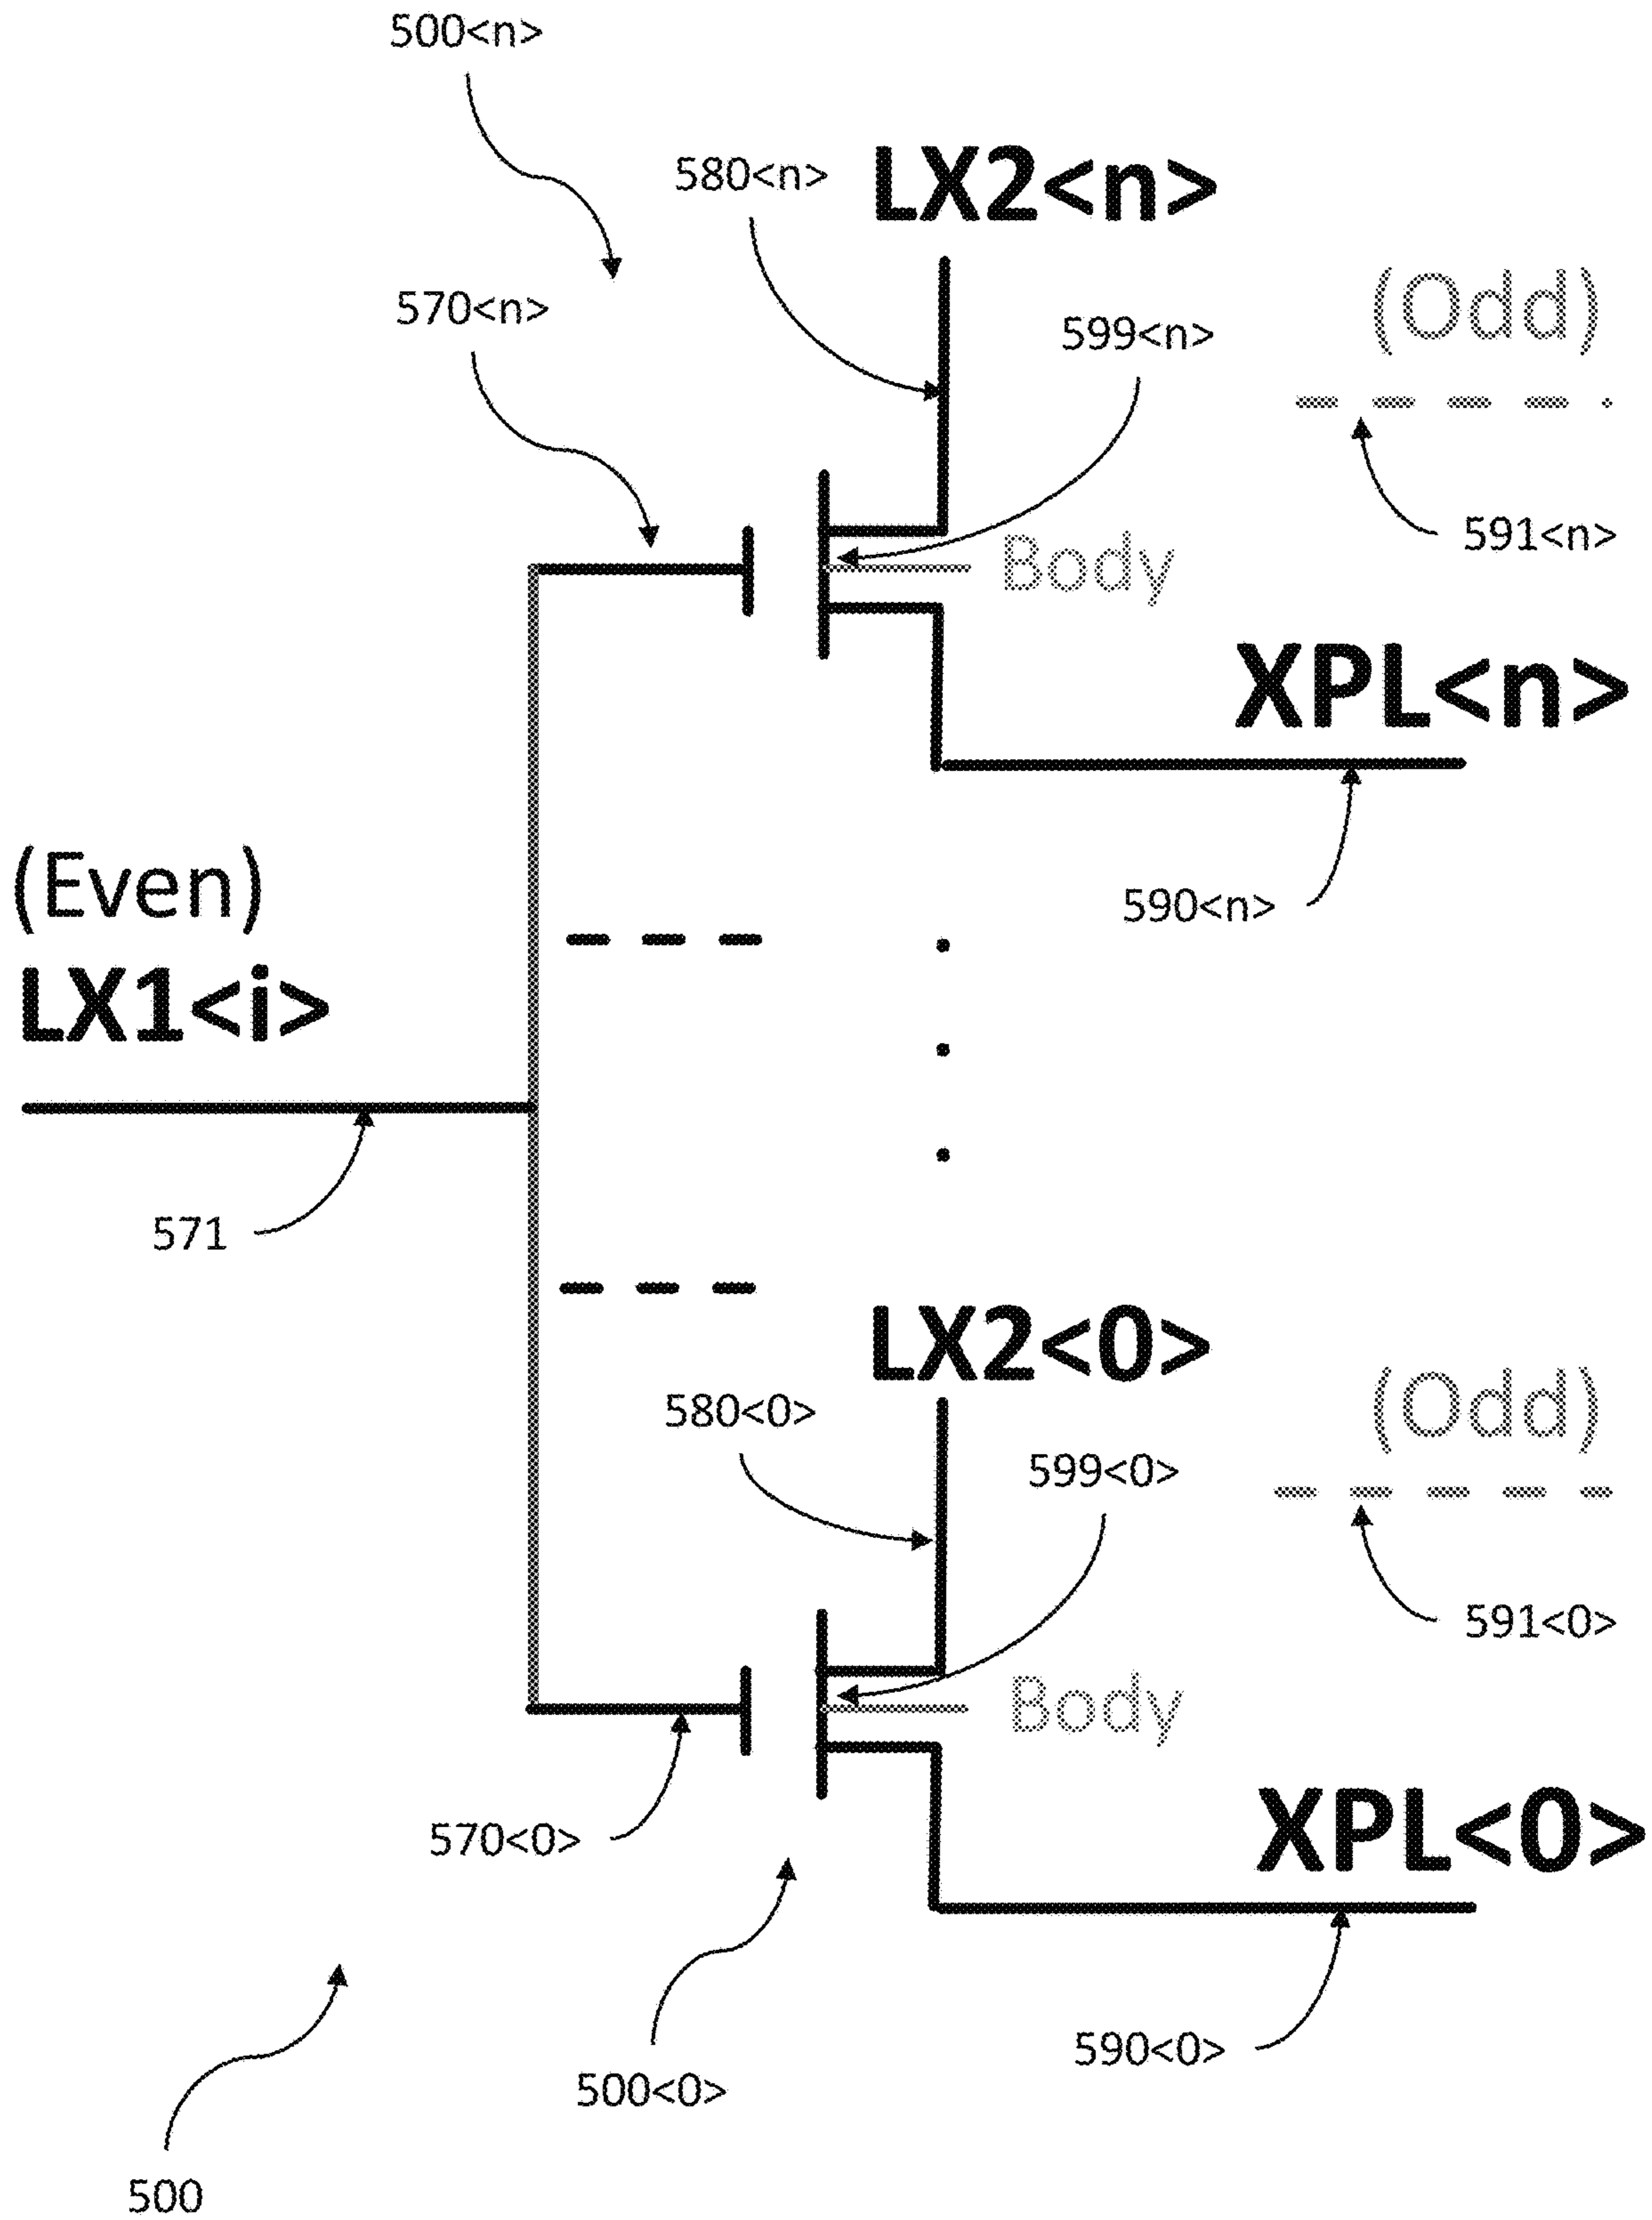 500<n>
580<n>
LX2<n>
570<n>
599<n>
(Odd)
591<n>
Body
XPL<n>
590<n>
(Even)
LX1<i>
571
LX2<0>
580<0>
599<0>
(Odd)
591<0>
Body
XPL<0>
570<0>
590<0>
500<0>
500